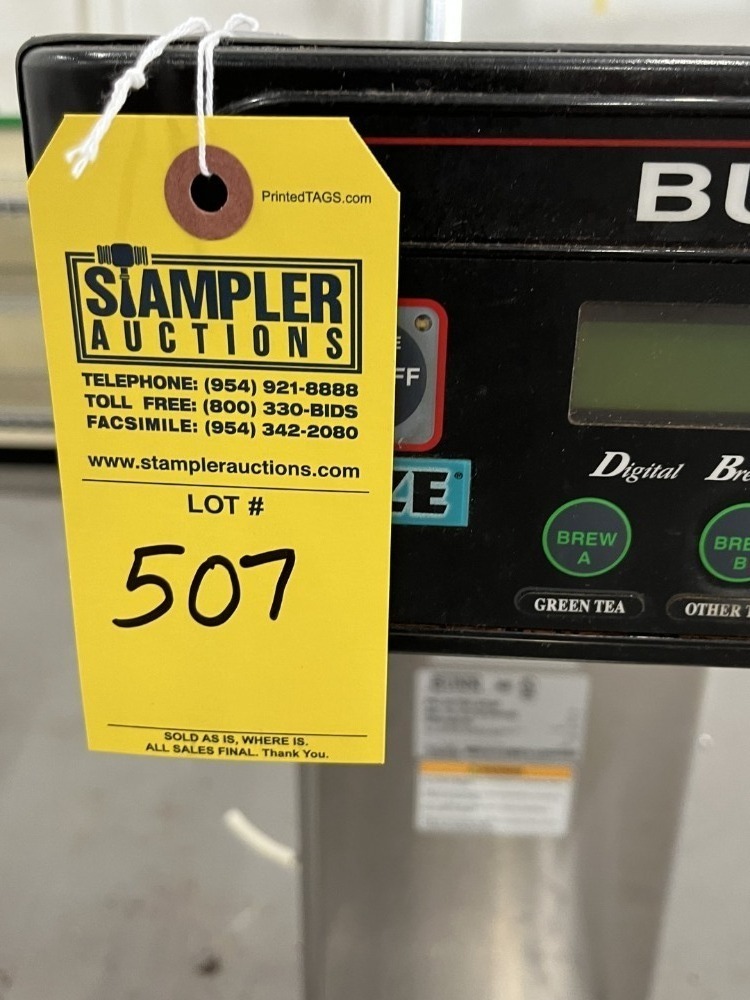 PrintedTAGS.com
STAMPLER
AUCTIONS
TELEPHONE: (954) 921-8888
TOLL FREE: (800) 330-BIDS
FACSIMILE: (954) 342-2080
www.stamplerauctions.com
LOT #
507
SOLD AS IS, WHERE IS.
ALL SALES FINAL. Thank You.
BU
E
FF
ZE
Digital Bre
BREW
A
BRE
B
GREEN TEA
OTHER T